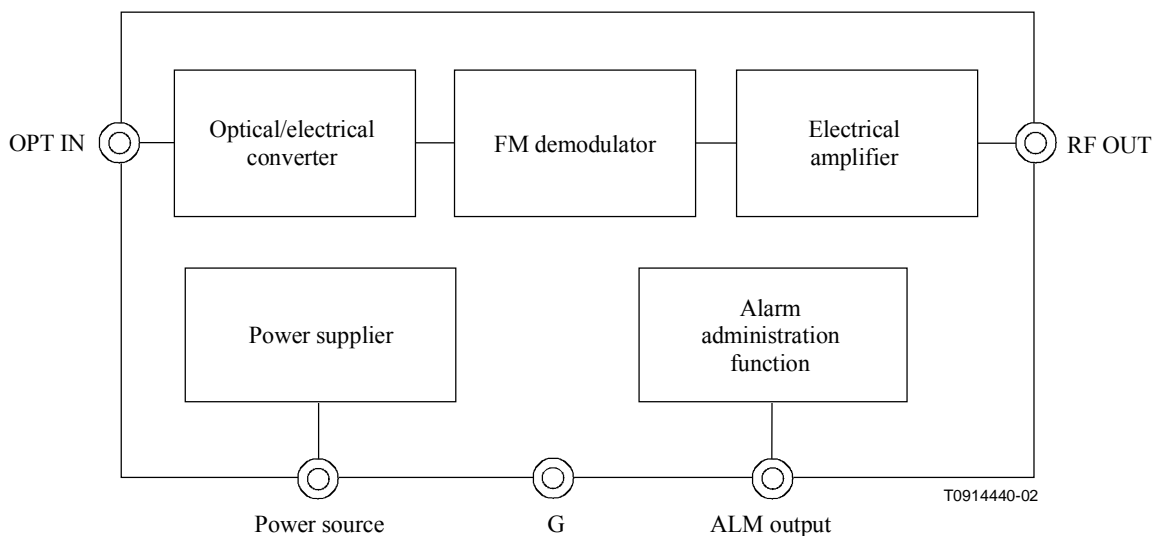 OPT IN
Optical/electrical
converter
FM demodulator
Electrical
amplifier
RF OUT
Power supplier
Alarm
administration
function
T0914440-02
Power source
G
ALM output